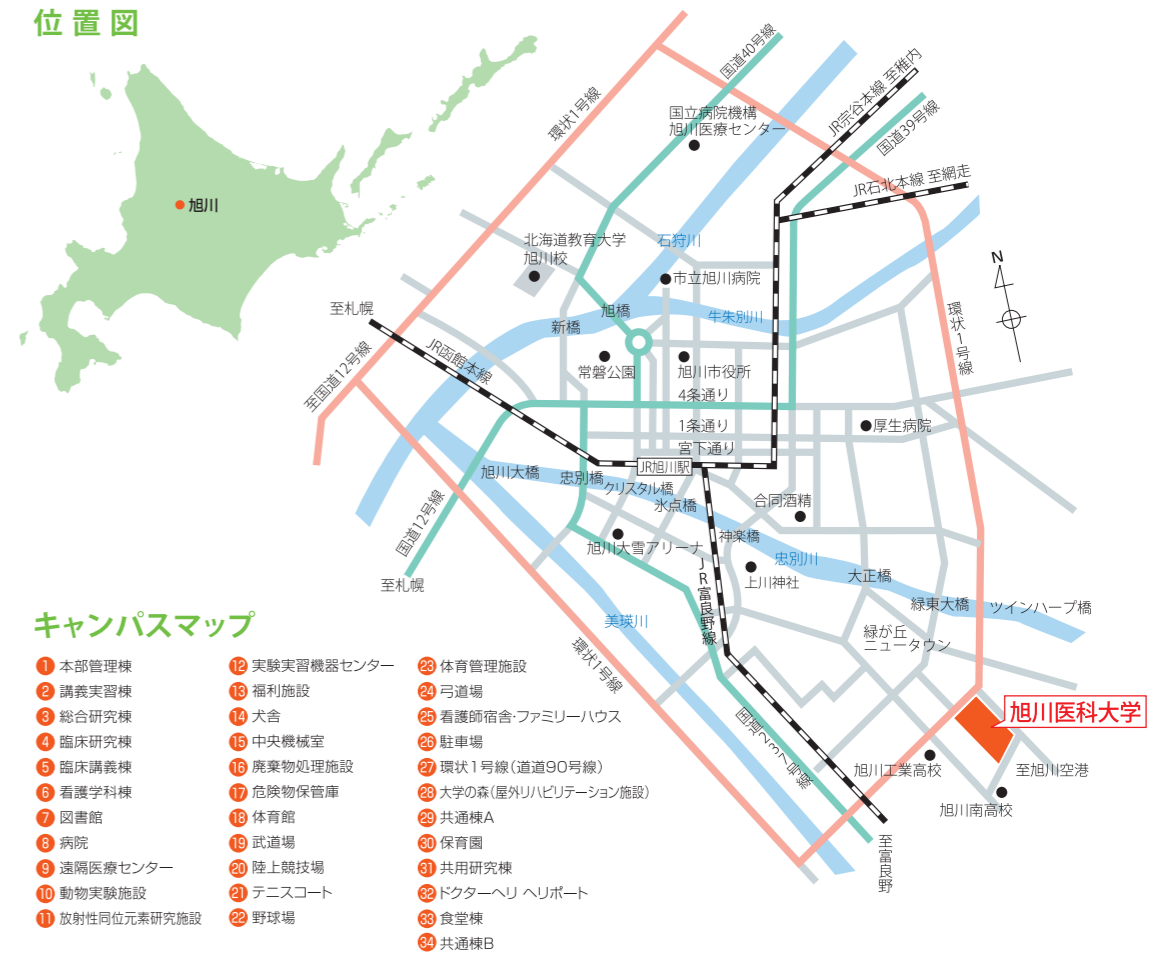 位置図
旭川
国道40号線
環状1号線
国立病院機構
旭川医療センター
JR宗谷本線 至稚内
国道39号線
JR石北本線 至網走
北海道教育大学
旭川校
石狩川
市立旭川病院
N
至札幌
旭橋
新橋
牛朱別川
環状1号線
JR函館本線
至国道12号線
常磐公園
旭川市役所
4条通り
1条通り
宮下通り
厚生病院
JR旭川駅
旭川大橋
忠別橋
クリスタル橋
氷点橋
合同酒精
国道12号線
旭川大雪アリーナ
神楽橋
忠別川
至札幌
上川神社
大正橋
JR富良野線
緑東大橋
ツインハープ橋
美瑛川
緑が丘
ニュータウン
環状1号線
国道237号線
旭川医科大学
旭川工業高校
至旭川空港
旭川南高校
至富良野
キャンパスマップ
1 本部管理棟
2 講義実習棟
3 総合研究棟
4 臨床研究棟
5 臨床講義棟
6 看護学科棟
7 図書館
8 病院
9 遠隔医療センター
10 動物実験施設
11 放射性同位元素研究施設
12 実験実習機器センター
13 福利施設
14 犬舎
15 中央機械室
16 廃棄物処理施設
17 危険物保管庫
18 体育館
19 武道場
20 陸上競技場
21 テニスコート
22 野球場
23 体育管理施設
24 弓道場
25 看護師宿舎・ファミリーハウス
26 駐車場
27 環状1号線（道道90号線）
28 大学の森（屋外リハビリテーション施設）
29 共通棟A
30 保育園
31 共用研究棟
32 ドクターヘリ ヘリポート
33 食堂棟
34 共通棟B